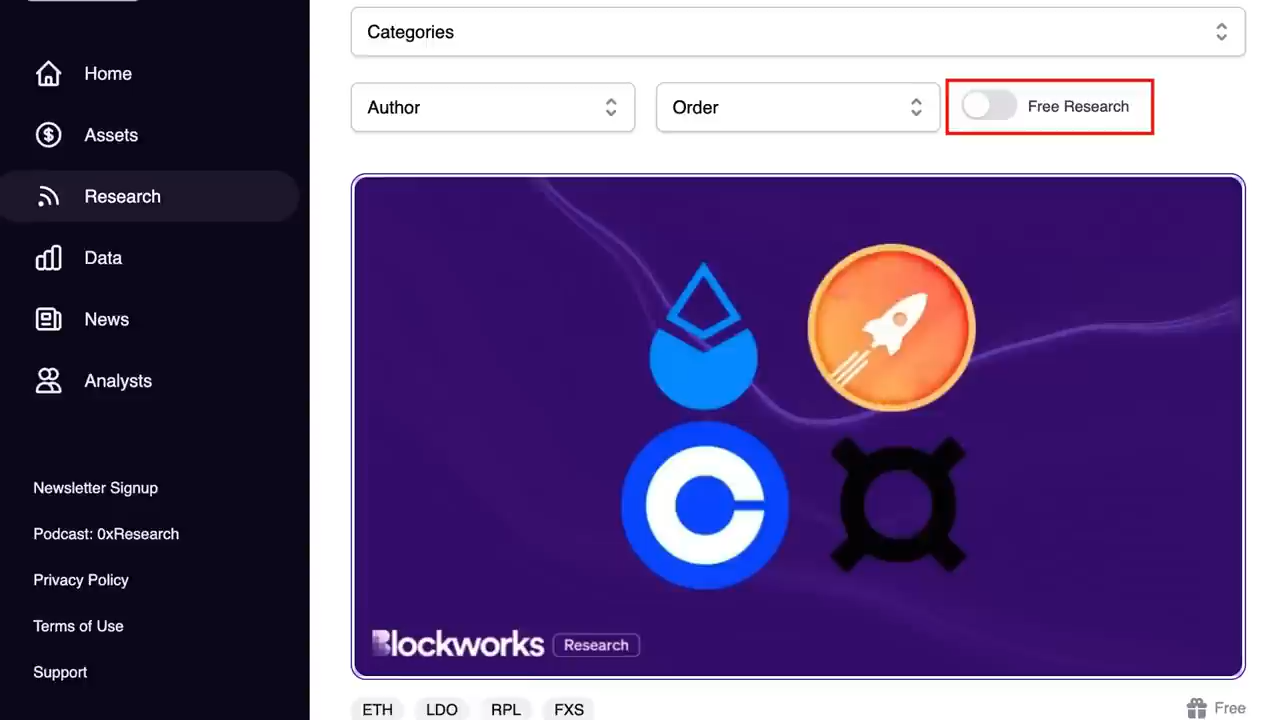 Home
Assets
Research
Data
News
Analysts
Newsletter Signup
Podcast: 0xResearch
Privacy Policy
Terms of Use
Support
Categories
Author
Order
Free Research
Blockworks Research
ETH LDO RPL FXS Free